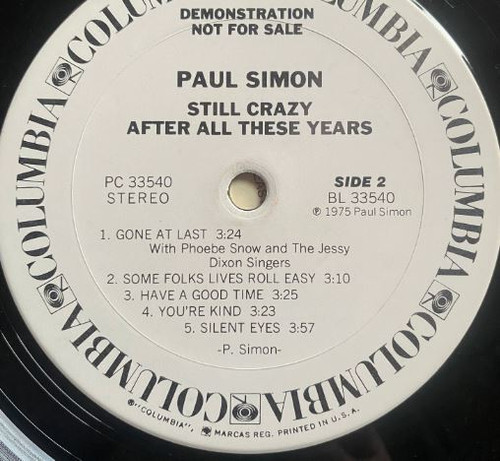 DEMONSTRATION
NOT FOR SALE
PAUL SIMON
STILL CRAZY
AFTER ALL THESE YEARS
PC 33540
STEREO
SIDE 2
BL 33540
℗ 1975 Paul Simon
1. GONE AT LAST 3:24
With Phoebe Snow and The Jessy
Dixon Singers
2. SOME FOLKS LIVES ROLL EASY 3:10
3. HAVE A GOOD TIME 3:25
4. YOU'RE KIND 3:23
5. SILENT EYES 3:57
-P. Simon-
COLUMBIA
COLUMBIA
COLUMBIA
COLUMBIA
COLUMBIA
COLUMBIA
COLUMBIA
COLUMBIA
® "COLUMBIA", MARCAS REG. PRINTED IN U.S.A.